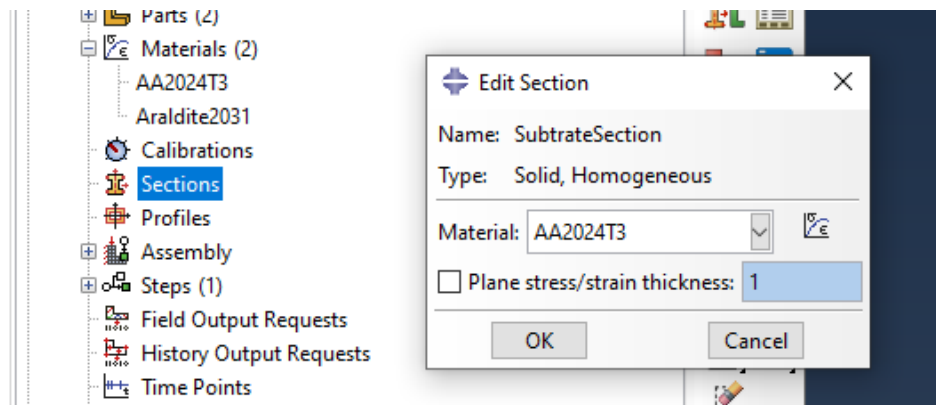 Parts (2)
Materials (2)
AA2024T3
Araldite2031
Calibrations
Sections
Profiles
Assembly
Steps (1)
Field Output Requests
History Output Requests
Time Points
Edit Section
Name: SubtrateSection
Type: Solid, Homogeneous
Material: AA2024T3
Plane stress/strain thickness: 1
OK Cancel